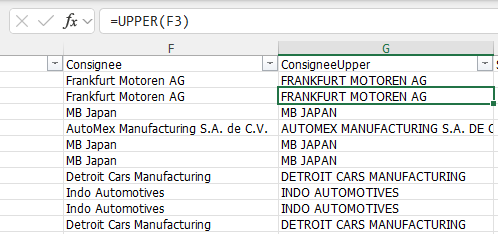 fx =UPPER(F3)
F G
Consignee ConsigneeUpper
Frankfurt Motoren AG FRANKFURT MOTOREN AG
Frankfurt Motoren AG FRANKFURT MOTOREN AG
MB Japan MB JAPAN
AutoMex Manufacturing S.A. de C.V. AUTOMEX MANUFACTURING S.A. DE C
MB Japan MB JAPAN
MB Japan MB JAPAN
Detroit Cars Manufacturing DETROIT CARS MANUFACTURING
Indo Automotives INDO AUTOMOTIVES
Indo Automotives INDO AUTOMOTIVES
Detroit Cars Manufacturing DETROIT CARS MANUFACTURING